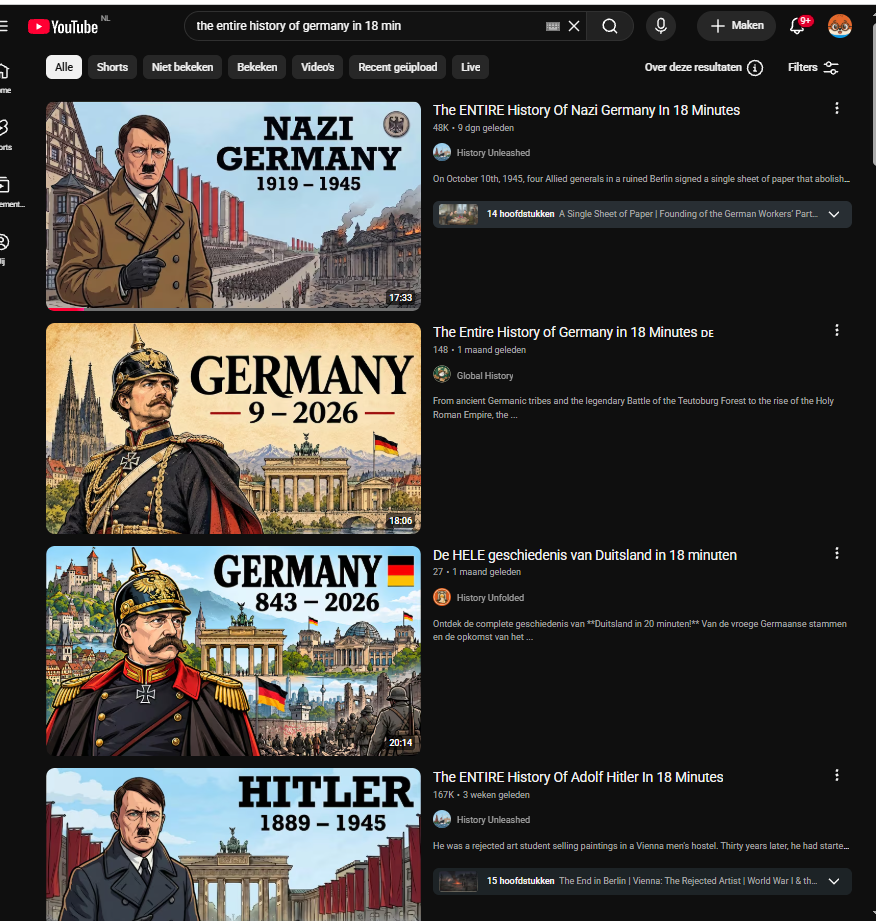 YouTube NL
the entire history of germany in 18 min
Maken
9+
Alle
Shorts
Niet bekeken
Bekeken
Video's
Recent geüpload
Live
Over deze resultaten
Filters
NAZI
GERMANY
1919 – 1945
17:33
The ENTIRE History Of Nazi Germany In 18 Minutes
48K • 9 dgn geleden
History Unleashed
On October 10th, 1945, four Allied generals in a ruined Berlin signed a single sheet of paper that abolish...
14 hoofdstukken A Single Sheet of Paper | Founding of the German Workers' Part...
GERMANY
9 – 2026
18:06
The Entire History of Germany in 18 Minutes DE
148 • 1 maand geleden
Global History
From ancient Germanic tribes and the legendary Battle of the Teutoburg Forest to the rise of the Holy
Roman Empire, the ...
GERMANY
843 – 2026
20:14
De HELE geschiedenis van Duitsland in 18 minuten
27 • 1 maand geleden
History Unfolded
Ontdek de complete geschiedenis van **Duitsland in 20 minuten!** Van de vroege Germaanse stammen
en de opkomst van het ...
HITLER
1889 – 1945
The ENTIRE History Of Adolf Hitler In 18 Minutes
167K • 3 weken geleden
History Unleashed
He was a rejected art student selling paintings in a Vienna men's hostel. Thirty years later, he had starte...
15 hoofdstukken The End in Berlin | Vienna: The Rejected Artist | World War I & th...